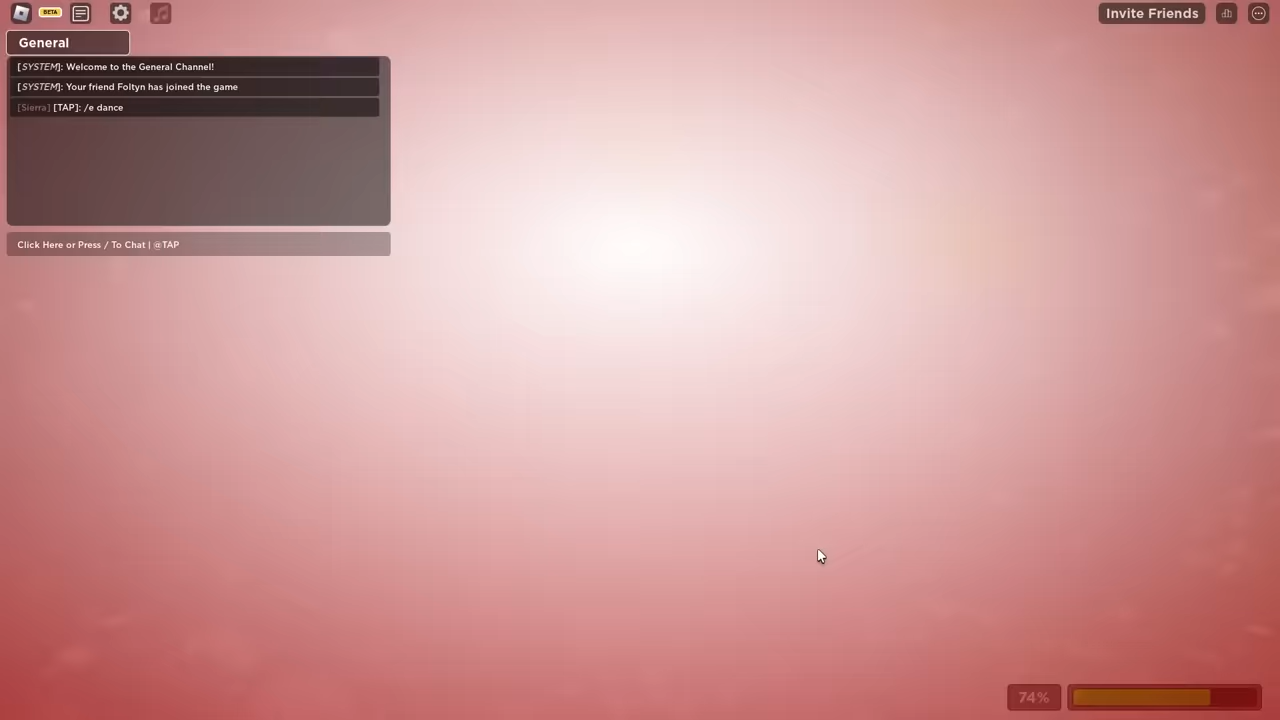 BETA
Invite Friends
General
[SYSTEM]: Welcome to the General Channel!
[SYSTEM]: Your friend Foltyn has joined the game
[Sierra] [TAP]: /e dance
Click Here or Press / To Chat | @TAP
74%